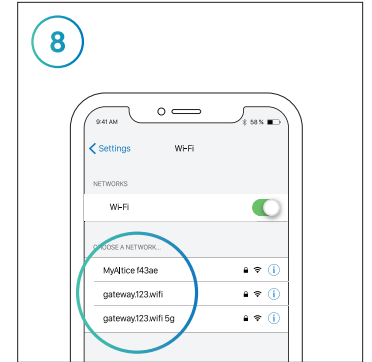 8
9:41 AM 58 %
Settings Wi-Fi
NETWORKS
Wi-Fi
CHOOSE A NETWORK...
MyAltice f43ae
gateway.123.wifi
gateway.123.wifi 5g